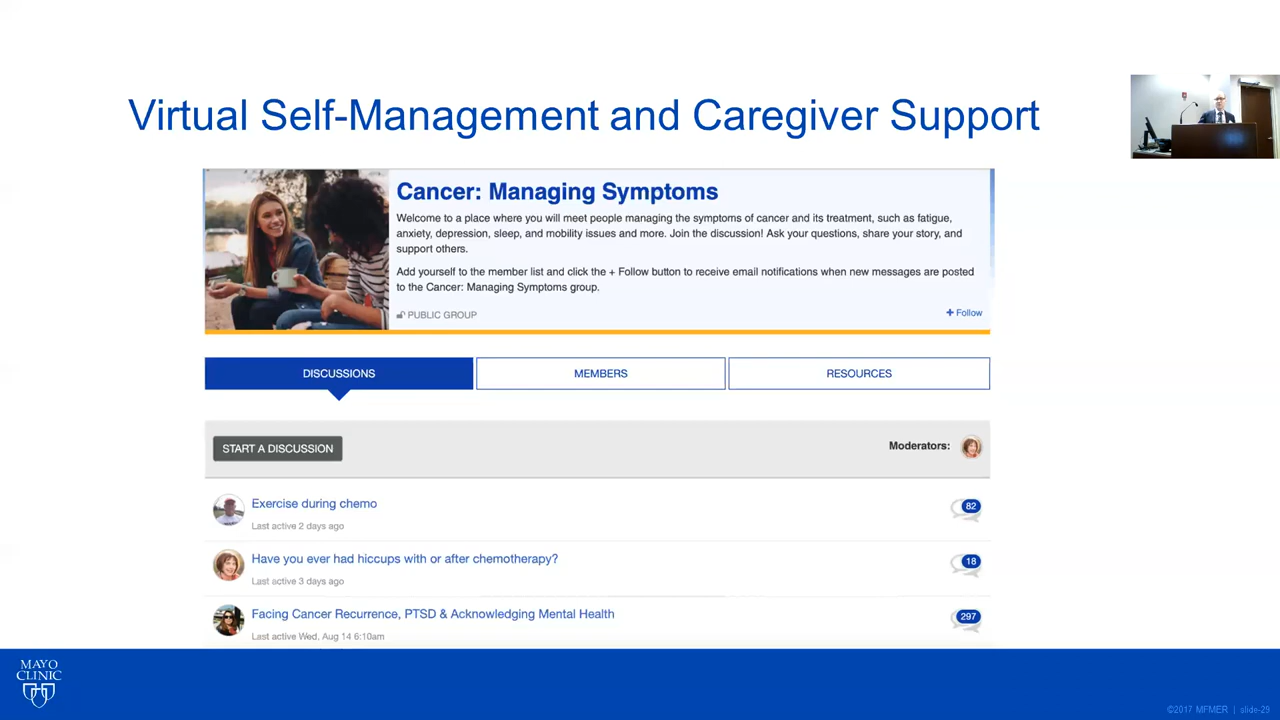 Virtual Self-Management and Caregiver Support
Cancer: Managing Symptoms
Welcome to a place where you will meet people managing the symptoms of cancer and its treatment, such as fatigue,
anxiety, depression, sleep, and mobility issues and more. Join the discussion! Ask your questions, share your story, and
support others.
Add yourself to the member list and click the + Follow button to receive email notifications when new messages are posted
to the Cancer: Managing Symptoms group.
PUBLIC GROUP
+ Follow
DISCUSSIONS
MEMBERS
RESOURCES
START A DISCUSSION
Moderators:
Exercise during chemo
82
Last active 2 days ago
Have you ever had hiccups with or after chemotherapy?
18
Last active 3 days ago
Facing Cancer Recurrence, PTSD & Acknowledging Mental Health
297
Last active Wed, Aug 14 6:10am
MAYO
CLINIC
©2017 MFMER | slide-29